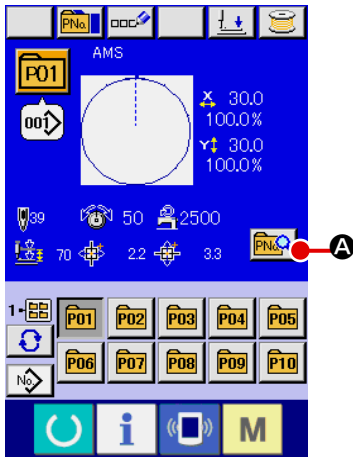 PNo.
AMS
P01
001
X 30.0
100.0%
Y 30.0
100.0%
39 50 2500
70 2.2 3.3
PNo.
A
1-
P01 P02 P03 P04 P05
P06 P07 P08 P09 P10
No.
i M